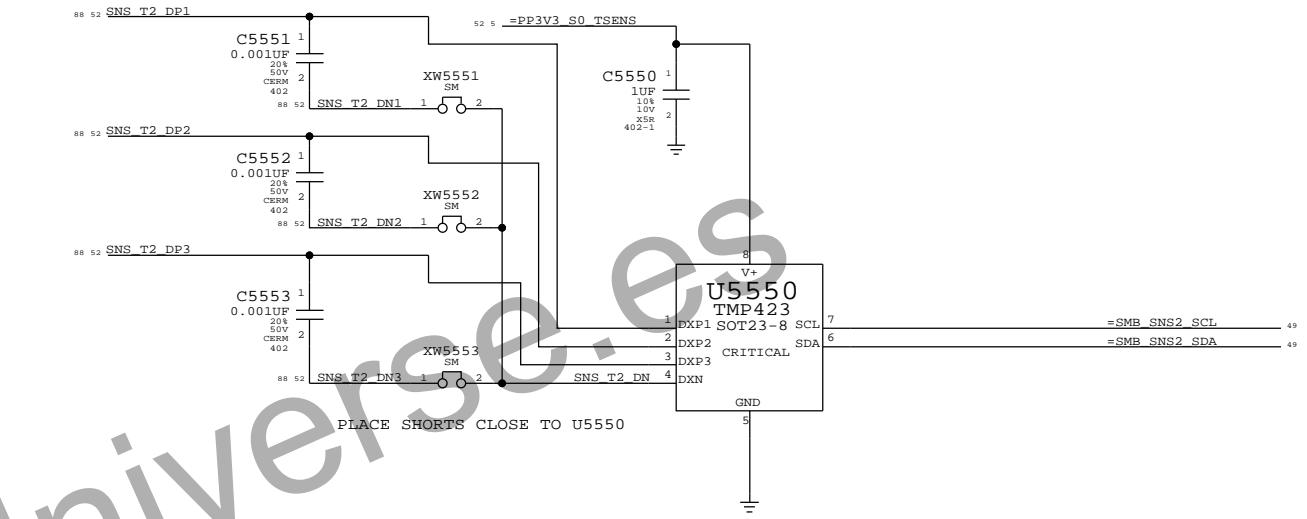 88 52 SNS_T2_DP1
52 5 =PP3V3_S0_TSENS
C5551 1
0.001UF
20%
50V
CERM 2
402
88 52 SNS_T2_DN1 1 2
XW5551
SM
C5550 1
1UF
10%
10V
X5R 2
402-1
88 52 SNS_T2_DP2
C5552 1
0.001UF
20%
50V
CERM 2
402
88 52 SNS_T2_DN2 1 2
XW5552
SM
88 52 SNS_T2_DP3
C5553 1
0.001UF
20%
50V
CERM 2
402
88 52 SNS_T2_DN3 1 2
XW5553
SM
SNS_T2_DN
8
V+
U5550
TMP423
SOT23-8
CRITICAL
1 DXP1
2 DXP2
3 DXP3
4 DXN
SCL 7
SDA 6
GND
5
=SMB_SNS2_SCL 49
=SMB_SNS2_SDA 49
PLACE SHORTS CLOSE TO U5550
niverse.es